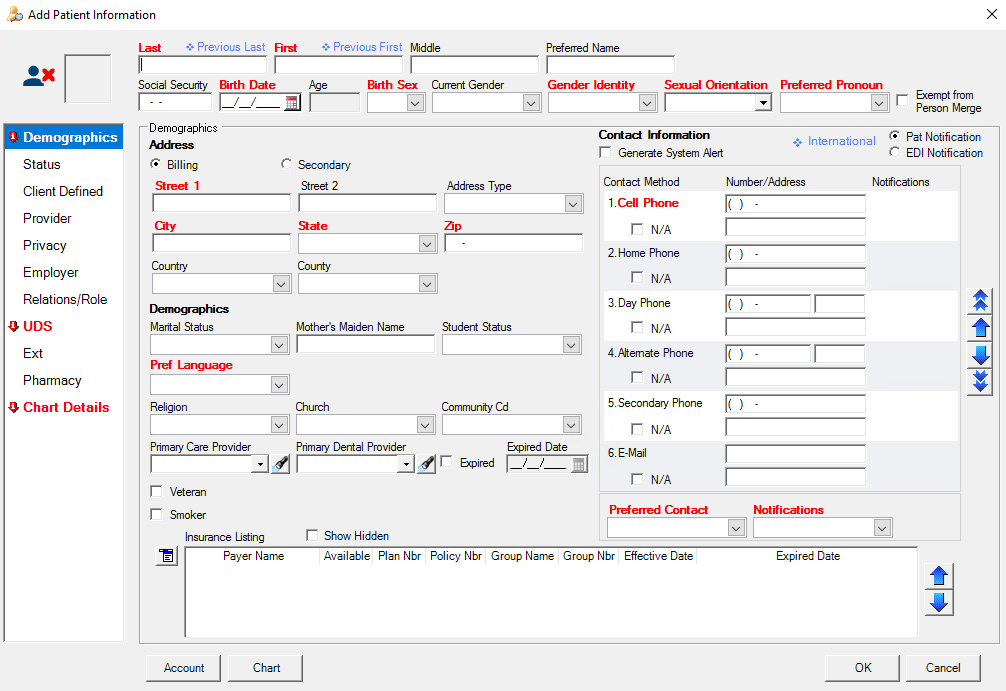 Add Patient Information
Last Previous Last First Previous First Middle Preferred Name
Social Security Birth Date Age Birth Sex Current Gender Gender Identity Sexual Orientation Preferred Pronoun Exempt from
Person Merge
- - __/__/____
Demographics
Status
Client Defined
Provider
Privacy
Employer
Relations/Role
UDS
Ext
Pharmacy
Chart Details
Demographics
Address
Billing Secondary
Street 1 Street 2 Address Type
City State Zip
-
Country County
Demographics
Marital Status Mother's Maiden Name Student Status
Pref Language
Religion Church Community Cd
Primary Care Provider Primary Dental Provider Expired Expired Date
__/__/____
Veteran
Smoker
Contact Information
Generate System Alert
International
Pat Notification
EDI Notification
Contact Method Number/Address Notifications
1.Cell Phone ( ) -
N/A
2.Home Phone ( ) -
N/A
3.Day Phone ( ) -
N/A
4.Alternate Phone ( ) -
N/A
5.Secondary Phone ( ) -
N/A
6.E-Mail
N/A
Preferred Contact Notifications
Insurance Listing Show Hidden
Payer Name Available Plan Nbr Policy Nbr Group Name Group Nbr Effective Date Expired Date
Account Chart OK Cancel